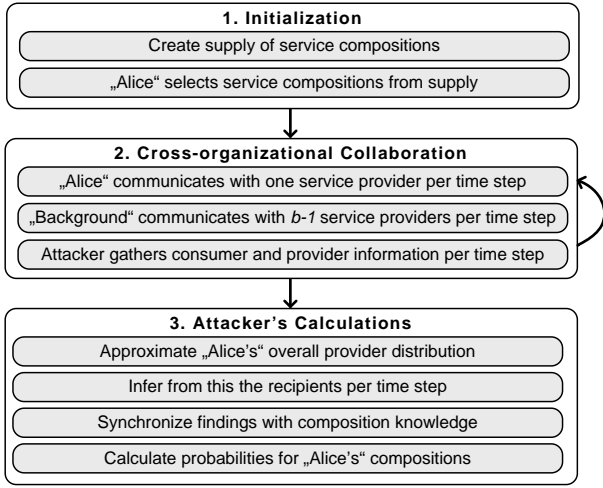 1. Initialization
Create supply of service compositions
„Alice“ selects service compositions from supply
2. Cross-organizational Collaboration
„Alice“ communicates with one service provider per time step
„Background“ communicates with b-1 service providers per time step
Attacker gathers consumer and provider information per time step
3. Attacker’s Calculations
Approximate „Alice’s“ overall provider distribution
Infer from this the recipients per time step
Synchronize findings with composition knowledge
Calculate probabilities for „Alice’s“ compositions